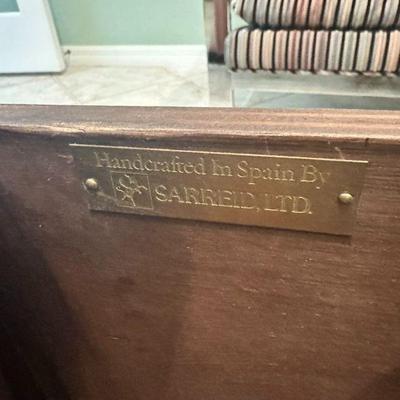 Handcrafted In Spain By
SARREID, LTD.